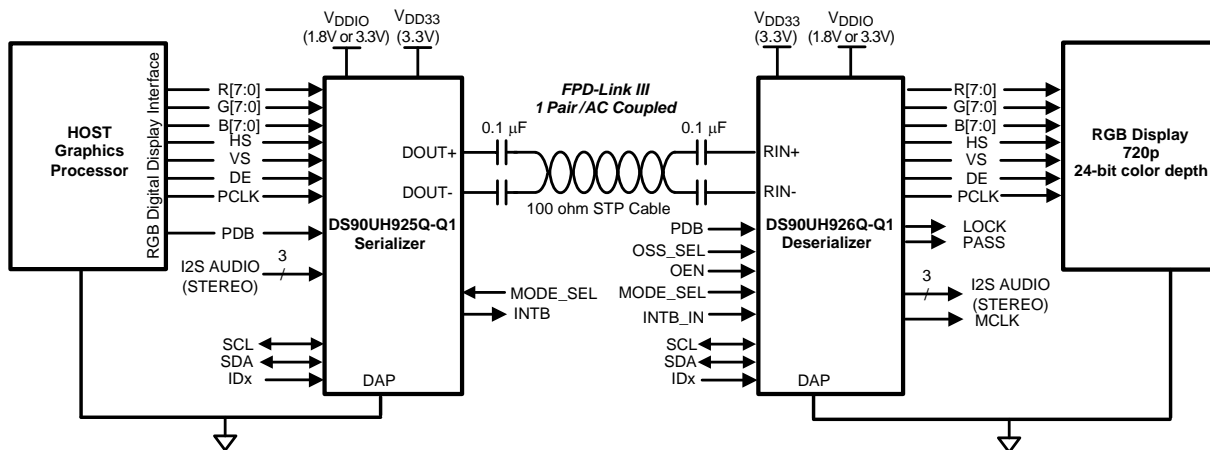 VDDIO
(1.8V or 3.3V)
VDD33
(3.3V)
VDD33
(3.3V)
VDDIO
(1.8V or 3.3V)
HOST
Graphics
Processor
RGB Digital Display Interface
R[7:0]
G[7:0]
B[7:0]
HS
VS
DE
PCLK
PDB
I2S AUDIO
(STEREO)
3
SCL
SDA
IDx
DOUT+
DOUT-
DS90UH925Q-Q1
Serializer
MODE_SEL
INTB
DAP
FPD-Link III
1 Pair /AC Coupled
0.1 μF
0.1 μF
100 ohm STP Cable
PDB
OSS_SEL
OEN
MODE_SEL
INTB_IN
SCL
SDA
IDx
RIN+
RIN-
DS90UH926Q-Q1
Deserializer
DAP
R[7:0]
G[7:0]
B[7:0]
HS
VS
DE
PCLK
LOCK
PASS
3
I2S AUDIO
(STEREO)
MCLK
RGB Display
720p
24-bit color depth